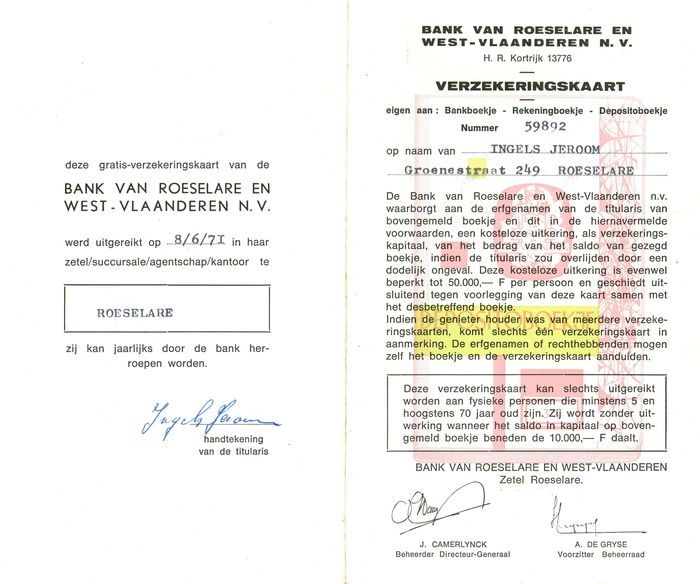 deze gratis-verzekeringskaart van de
BANK VAN ROESELARE EN
WEST-VLAANDEREN N.V.
werd uitgereikt op 8/6/71 in haar
zetel/succursale/agentschap/kantoor te
ROESELARE
zij kan jaarlijks door de bank her-
roepen worden.
Ingels Jeroom
handtekening
van de titularis
BANK VAN ROESELARE EN
WEST-VLAANDEREN N. V.
H. R. Kortrijk 13776
VERZEKERINGSKAART
eigen aan : Bankboekje - Rekeningboekje - Depositoboekje
Nummer 59892
op naam van INGELS JEROOM
Groenestraat 249 ROESELARE
De Bank van Roeselare en West-Vlaanderen n.v.
waarborgt aan de erfgenamen van de titularis van
bovengemeld boekje en dit in de hiernavermelde
voorwaarden, een kosteloze uitkering, als verzekerings-
kapitaal, van het bedrag van het saldo van gezegd
boekje, indien de titularis zou overlijden door een
dodelijk ongeval. Deze kosteloze uitkering is evenwel
beperkt tot 50.000,— F per persoon en geschiedt uit-
sluitend tegen voorlegging van deze kaart samen met
het desbetreffend boekje.
Indien de genieter houder was van meerdere verzeke-
ringskaarten, komt slechts één verzekeringskaart in
aanmerking. De erfgenamen of rechthebbenden mogen
zelf het boekje en de verzekeringskaart aanduiden.
DEPOSITOBOEKJE
Deze verzekeringskaart kan slechts uitgereikt
worden aan fysieke personen die minstens 5 en
hoogstens 70 jaar oud zijn. Zij wordt zonder uit-
werking wanneer het saldo in kapitaal op boven-
gemeld boekje beneden de 10.000,— F daalt.
BANK VAN ROESELARE EN WEST-VLAANDEREN
Zetel Roeselare.
J. CAMERLYNCK
Beheerder Directeur-Generaal
A. DE GRYSE
Voorzitter Beheerraad